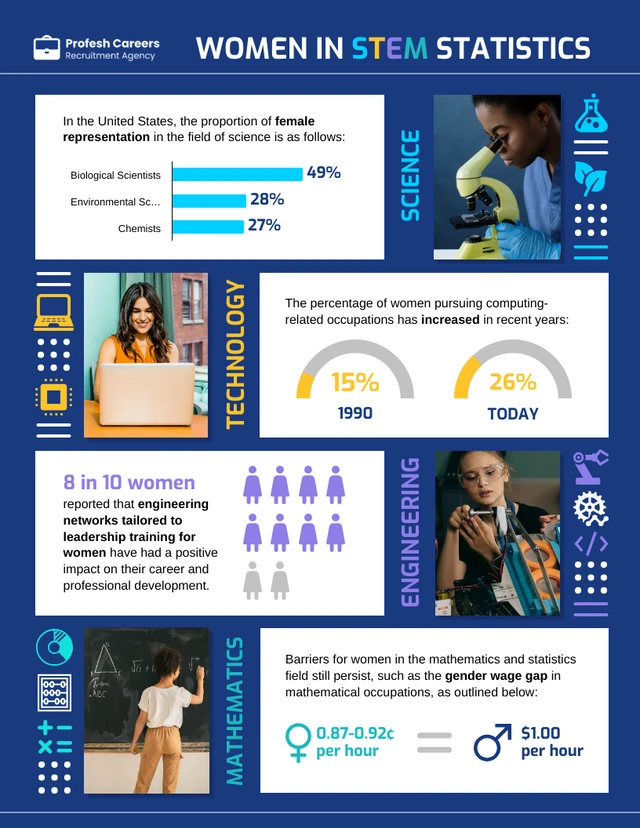 Profesh Careers
Recruitment Agency
WOMEN IN STEM STATISTICS
In the United States, the proportion of female
representation in the field of science is as follows:
Biological Scientists
49%
Environmental Sc...
28%
Chemists
27%
SCIENCE
TECHNOLOGY
The percentage of women pursuing computing-
related occupations has increased in recent years:
15%
1990
26%
TODAY
8 in 10 women
reported that engineering
networks tailored to
leadership training for
women have had a positive
impact on their career and
professional development.
ENGINEERING
</>
MATHEMATICS
Barriers for women in the mathematics and statistics
field still persist, such as the gender wage gap in
mathematical occupations, as outlined below:
0.87-0.92¢
per hour
=
$1.00
per hour